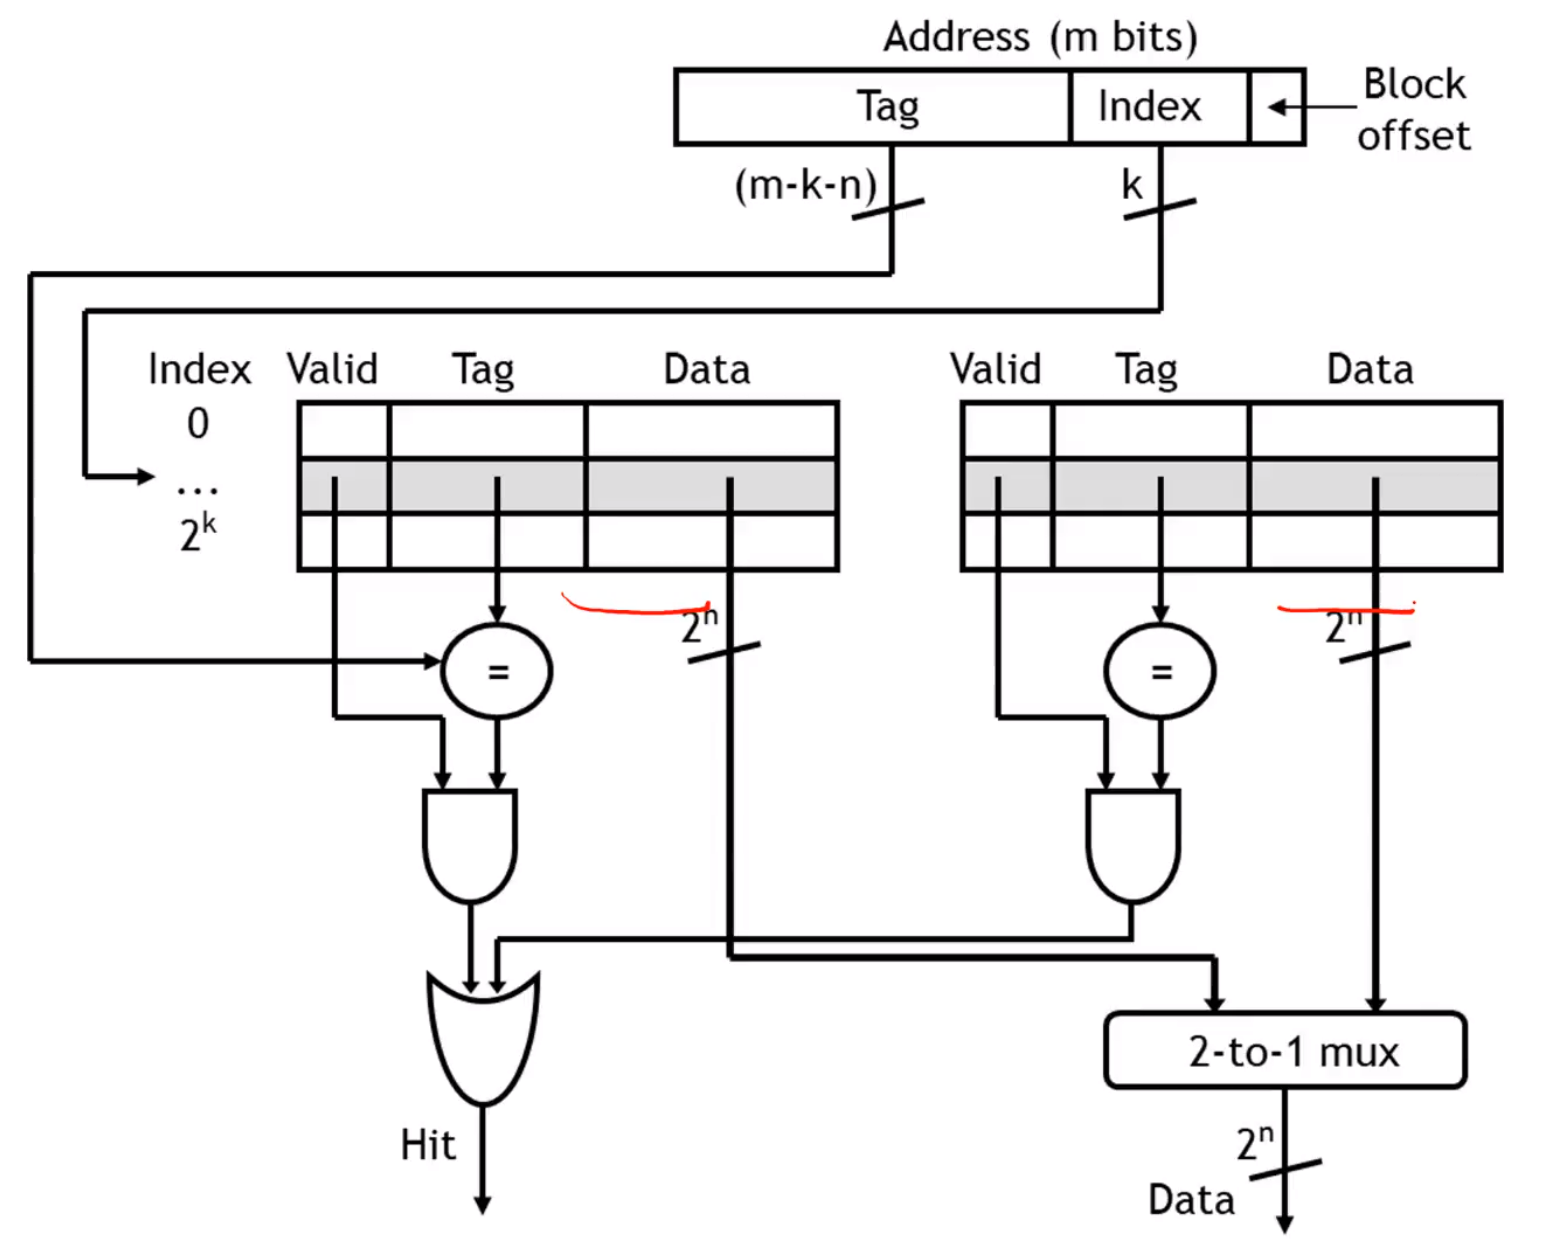 Address (m bits)
Tag
Index
Block
offset
(m-k-n)
k
Index
Valid
Tag
Data
Valid
Tag
Data
0
...
2^k
2^n
2^n
=
=
2-to-1 mux
Hit
2^n
Data